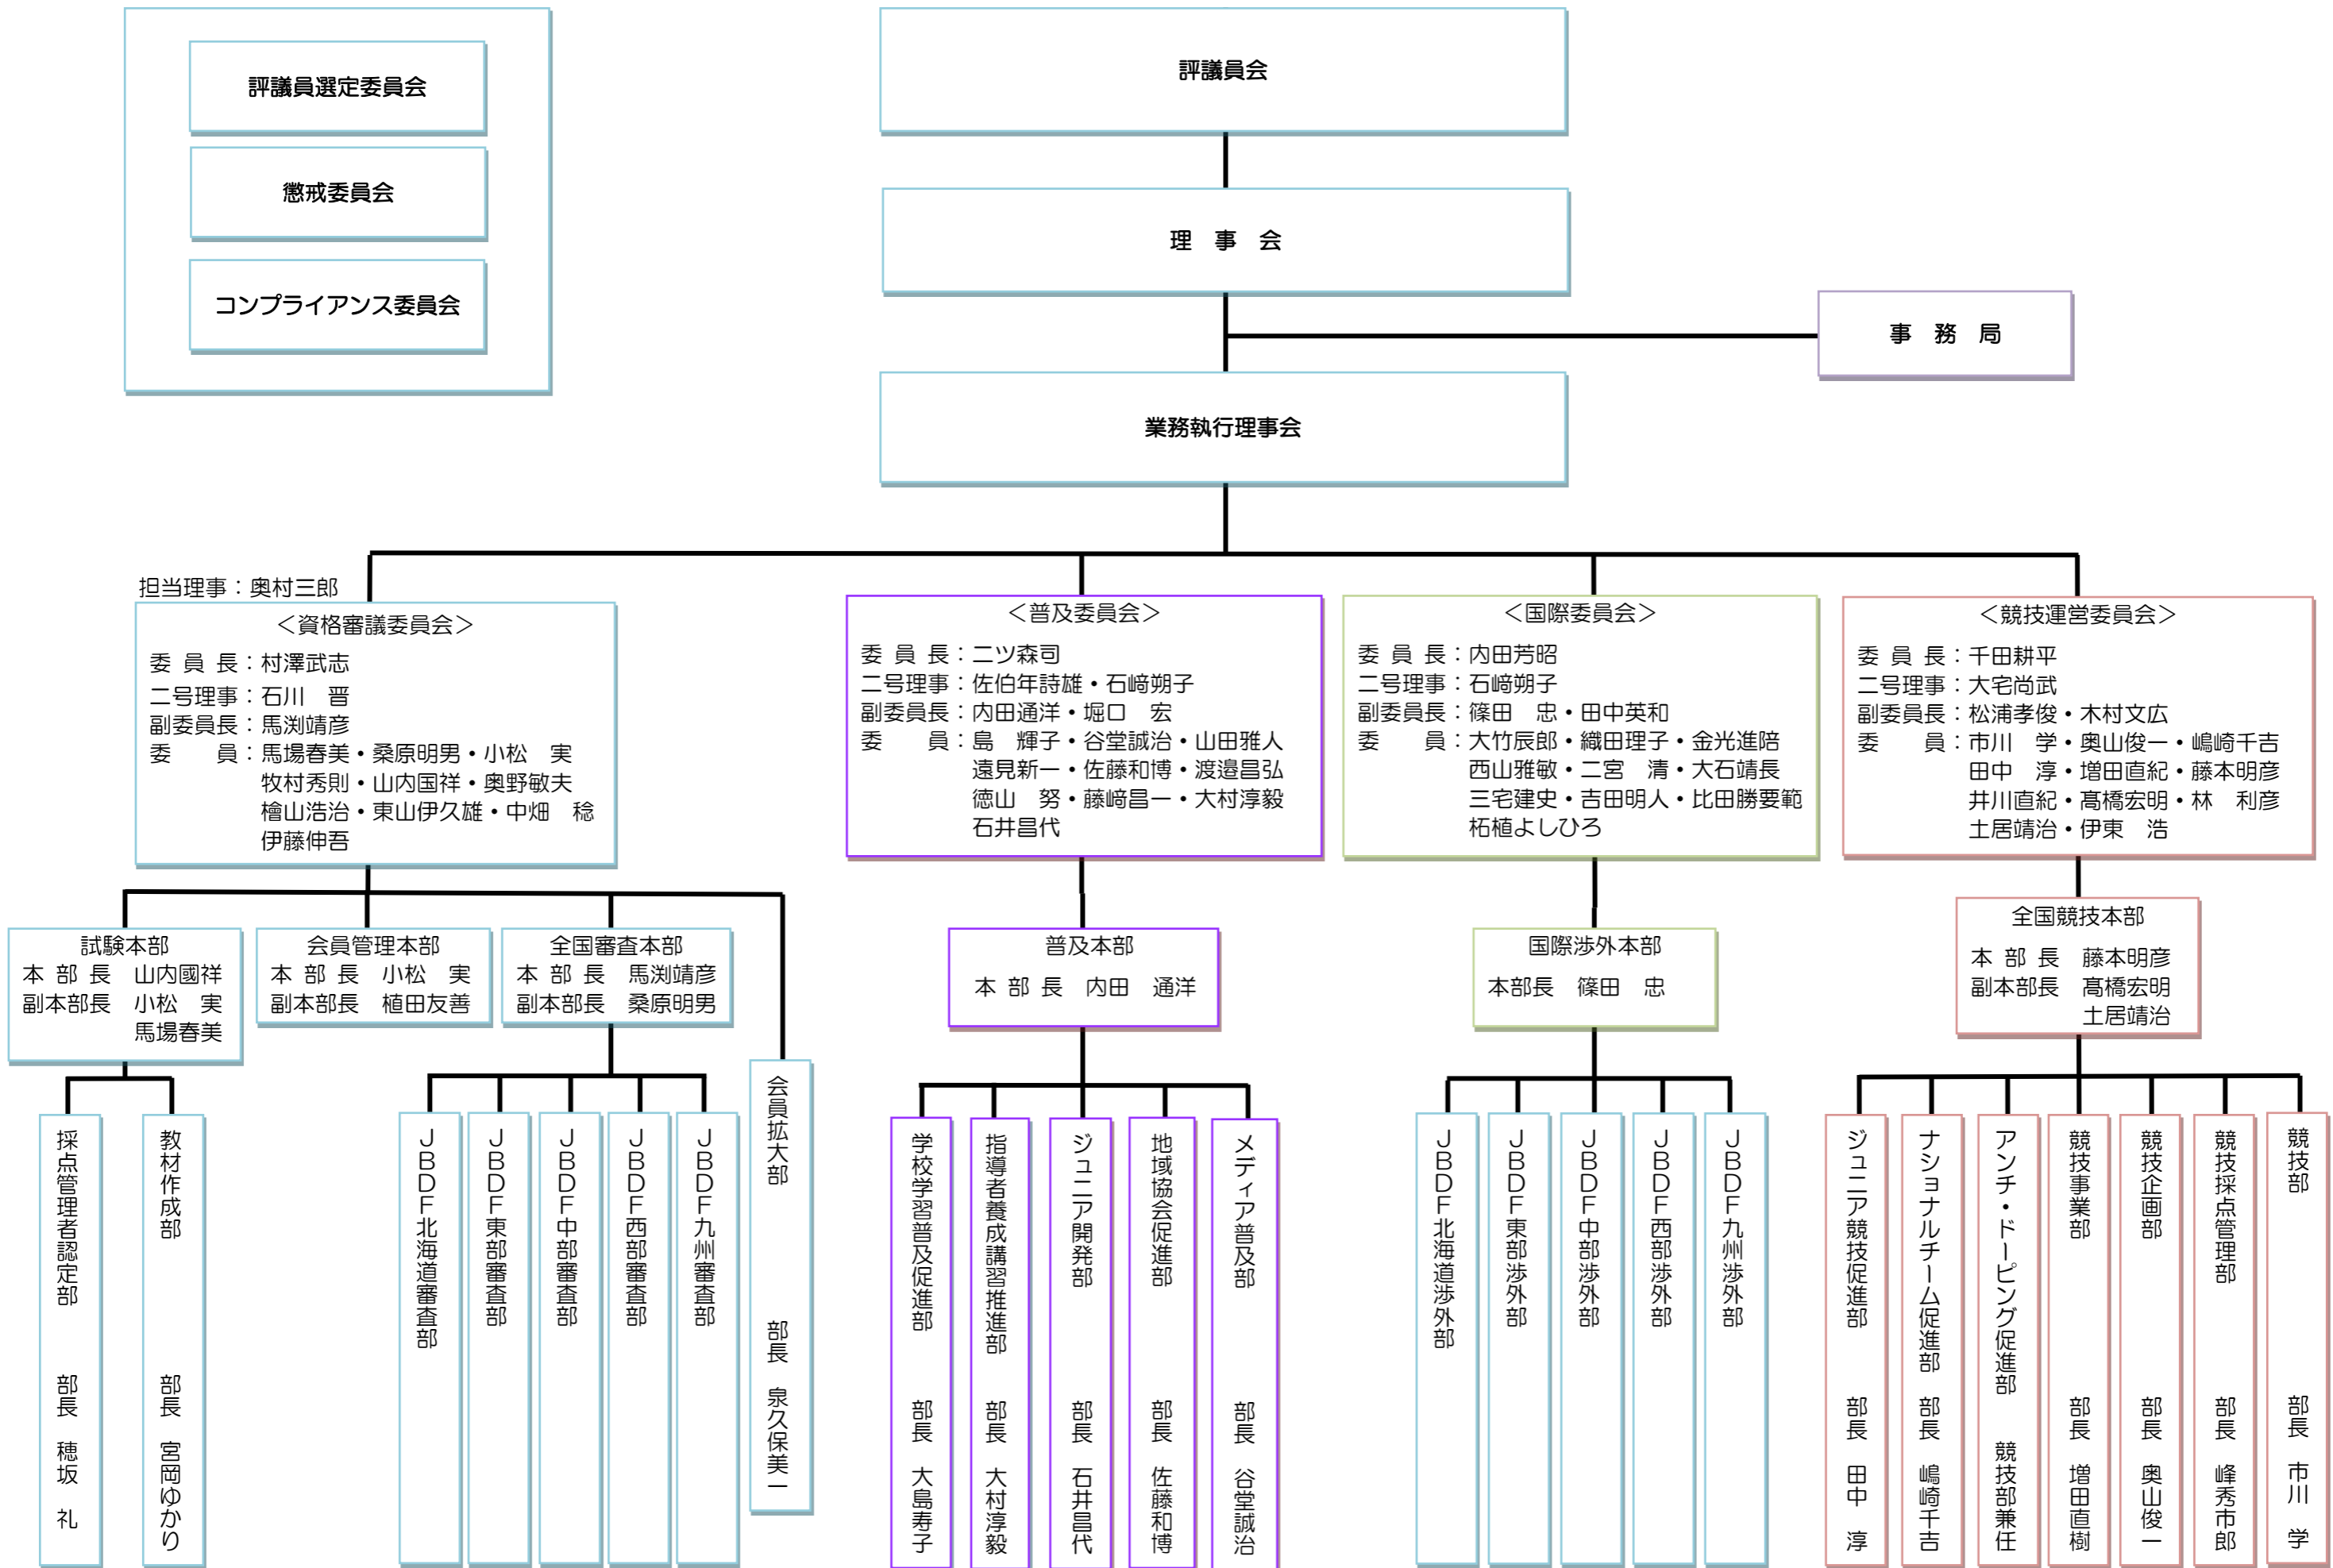 評議員選定委員会
懲戒委員会
コンプライアンス委員会
評議員会
理　事　会
事　務　局
業務執行理事会
担当理事：奥村三郎
＜資格審議委員会＞
委 員 長：村澤武志
二号理事：石川　晋
副委員長：馬渕靖彦
委　　員：馬場春美・桑原明男・小松　実
牧村秀則・山内国祥・奥野敏夫
檜山浩治・東山伊久雄・中畑　稔
伊藤伸吾
＜普及委員会＞
委 員 長：二ツ森司
二号理事：佐伯年詩雄・石﨑朔子
副委員長：内田通洋・堀口　宏
委　　員：島　輝子・谷堂誠治・山田雅人
遠見新一・佐藤和博・渡邉昌弘
徳山　努・藤﨑昌一・大村淳毅
石井昌代
＜国際委員会＞
委 員 長：内田芳昭
二号理事：石﨑朔子
副委員長：篠田　忠・田中英和
委　　員：大竹辰郎・織田理子・金光進陪
西山雅敏・二宮　清・大石靖長
三宅建史・吉田明人・比田勝要範
柘植よしひろ
＜競技運営委員会＞
委 員 長：千田耕平
二号理事：大宅尚武
副委員長：松浦孝俊・木村文広
委　　員：市川　学・奥山俊一・嶋崎千吉
田中　淳・増田直紀・藤本明彦
井川直紀・髙橋宏明・林　利彦
土居靖治・伊東　浩
試験本部
本 部 長　山内國祥
副本部長　小松　実
馬場春美
会員管理本部
本 部 長　小松　実
副本部長　植田友善
全国審査本部
本 部 長　馬渕靖彦
副本部長　桑原明男
普及本部
本 部 長　内田　通洋
国際渉外本部
本部長　篠田　忠
全国競技本部
本 部 長　藤本明彦
副本部長　髙橋宏明
土居靖治
採点管理者認定部　部長　穂坂　礼
教材作成部　部長　宮岡ゆかり
ＪＢＤＦ北海道審査部
ＪＢＤＦ東部審査部
ＪＢＤＦ中部審査部
ＪＢＤＦ西部審査部
ＪＢＤＦ九州審査部
会員拡大部　部長　泉久保美一
学校学習普及促進部　部長　大島寿子
指導者養成講習推進部　部長　大村淳毅
ジュニア開発部　部長　石井昌代
地域協会促進部　部長　佐藤和博
メディア普及部　部長　谷堂誠治
ＪＢＤＦ北海道渉外部
ＪＢＤＦ東部渉外部
ＪＢＤＦ中部渉外部
ＪＢＤＦ西部渉外部
ＪＢＤＦ九州渉外部
ジュニア競技促進部　部長　田中　淳
ナショナルチーム促進部　部長　嶋崎千吉
アンチ・ドーピング促進部　競技部兼任
競技事業部　部長　増田直樹
競技企画部　部長　奥山俊一
競技採点管理部　部長　峰秀市郎
競技部　部長　市川　学